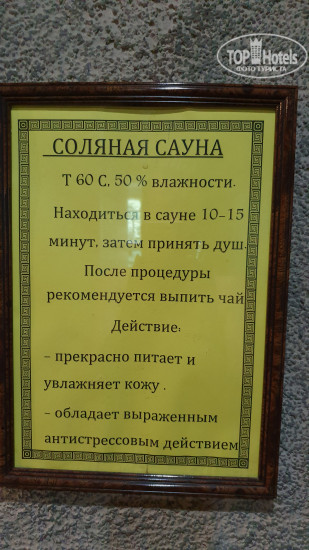 TOP Hotels
ФОТО ТУРИСТА
СОЛЯНАЯ САУНА
Т 60 С, 50 % влажности.
Находиться в сауне 10-15
минут, затем принять душ.
После процедуры
рекомендуется выпить чай
Действие:
- прекрасно питает и
увлажняет кожу .
- обладает выраженным
антистрессовым действием